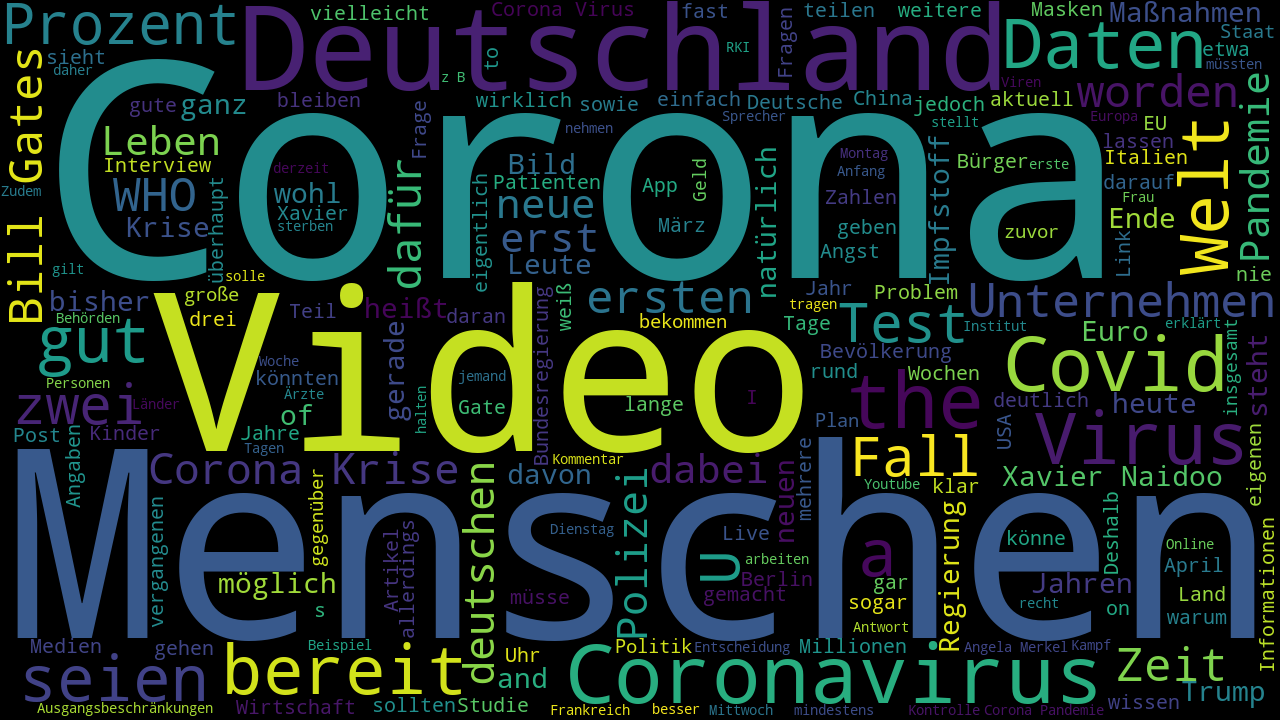 Prozent
vielleicht
Corona Virus
fast
teilen
weitere
Masken
Maßnahmen
Deutschland
Daten
Staat
sieht
daher
RKI
Fragen
to
etwa
müssten
z B
Viren
Bill Gates
gute
ganz
bleiben
wirklich
sowie
einfach
Deutsche
China
jedoch
aktuell
worden
Pandemie
Corona
Frage
nehmen
Sprecher
stellt
Europa
EU
Leben
Interview
derzeit
Bild
Montag
Anfang
Bürger
erste
lassen
Italien
Welt
Zudem
WHO
wohl
Xavier
sterben
dafür
Patienten
neue
App
Geld
Zahlen
Impfstoff
darauf
Frau
Krise
überhaupt
eigentlich
erst
Leute
März
natürlich
geben
Angst
zuvor
Ende
Link
gilt
solle
nie
bisher
große
drei
Teil
heißt
daran
weiß
ersten
Jahr
tragen
Problem
Unternehmen
Behörden
gut
Video
Bundesregierung
bekommen
Tage
Test
Institut
Euro
erklärt
Woche
könnten
Ärzte
gerade
jemand
Bevölkerung
rund
Wochen
Covid
insgesamt
steht
Personen
zwei
Länder
of
halten
Gate
lange
I
Plan
the
deutlich
heute
Post
Kinder
Jahre
Tagen
USA
Virus
Angaben
Corona Krise
Kommentar
davon
dabei
neuen
mehrere
Fall
Youtube
klar
Xavier Naidoo
eigenen
Menschen
vergangenen
gegenüber
Artikel
allerdings
deutschen
Dienstag
Polizei
Live
U
a
Regierung
könne
Deshalb
Online
möglich
s
müsse
arbeiten
Berlin
gemacht
gar
sogar
Jahren
recht
on
April
Land
warum
Informationen
Antwort
Medien
gehen
Beispiel
Uhr
Politik
Entscheidung
Millionen
Angela Merkel
Kampf
seien
bereit
and
Coronavirus
Zeit
Trump
wissen
Ausgangsbeschränkungen
Wirtschaft
sollten
Studie
Frankreich
besser
Mittwoch
mindestens
Kontrolle
Corona Pandemie